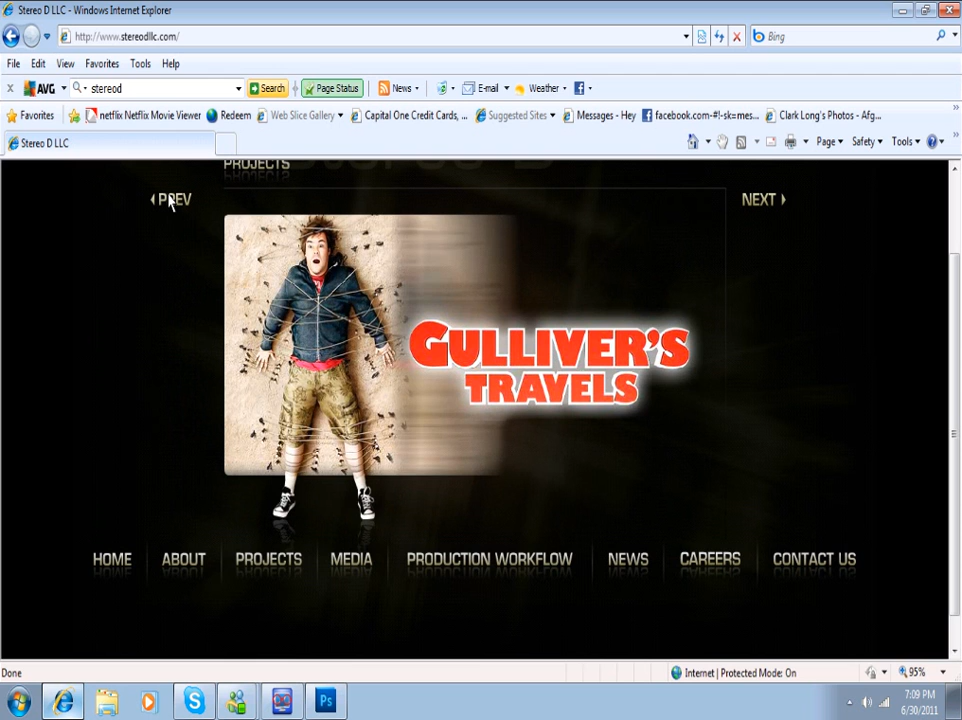 Stereo D LLC - Windows Internet Explorer
http://www.stereodllc.com/
Bing
File Edit View Favorites Tools Help
x AVG stereod Search Page Status News E-mail Weather
Favorites netflix Netflix Movie Viewer Redeem Web Slice Gallery Capital One Credit Cards, ... Suggested Sites Messages - Hey facebook.com-#!-sk=mes... Clark Long's Photos - Afg...
Stereo D LLC
Page Safety Tools
PROJECTS
PREV
NEXT
GULLIVER'S
TRAVELS
HOME ABOUT PROJECTS MEDIA PRODUCTION WORKFLOW NEWS CAREERS CONTACT US
Done
Internet | Protected Mode: On
95%
Ps
7:09 PM
6/30/2011